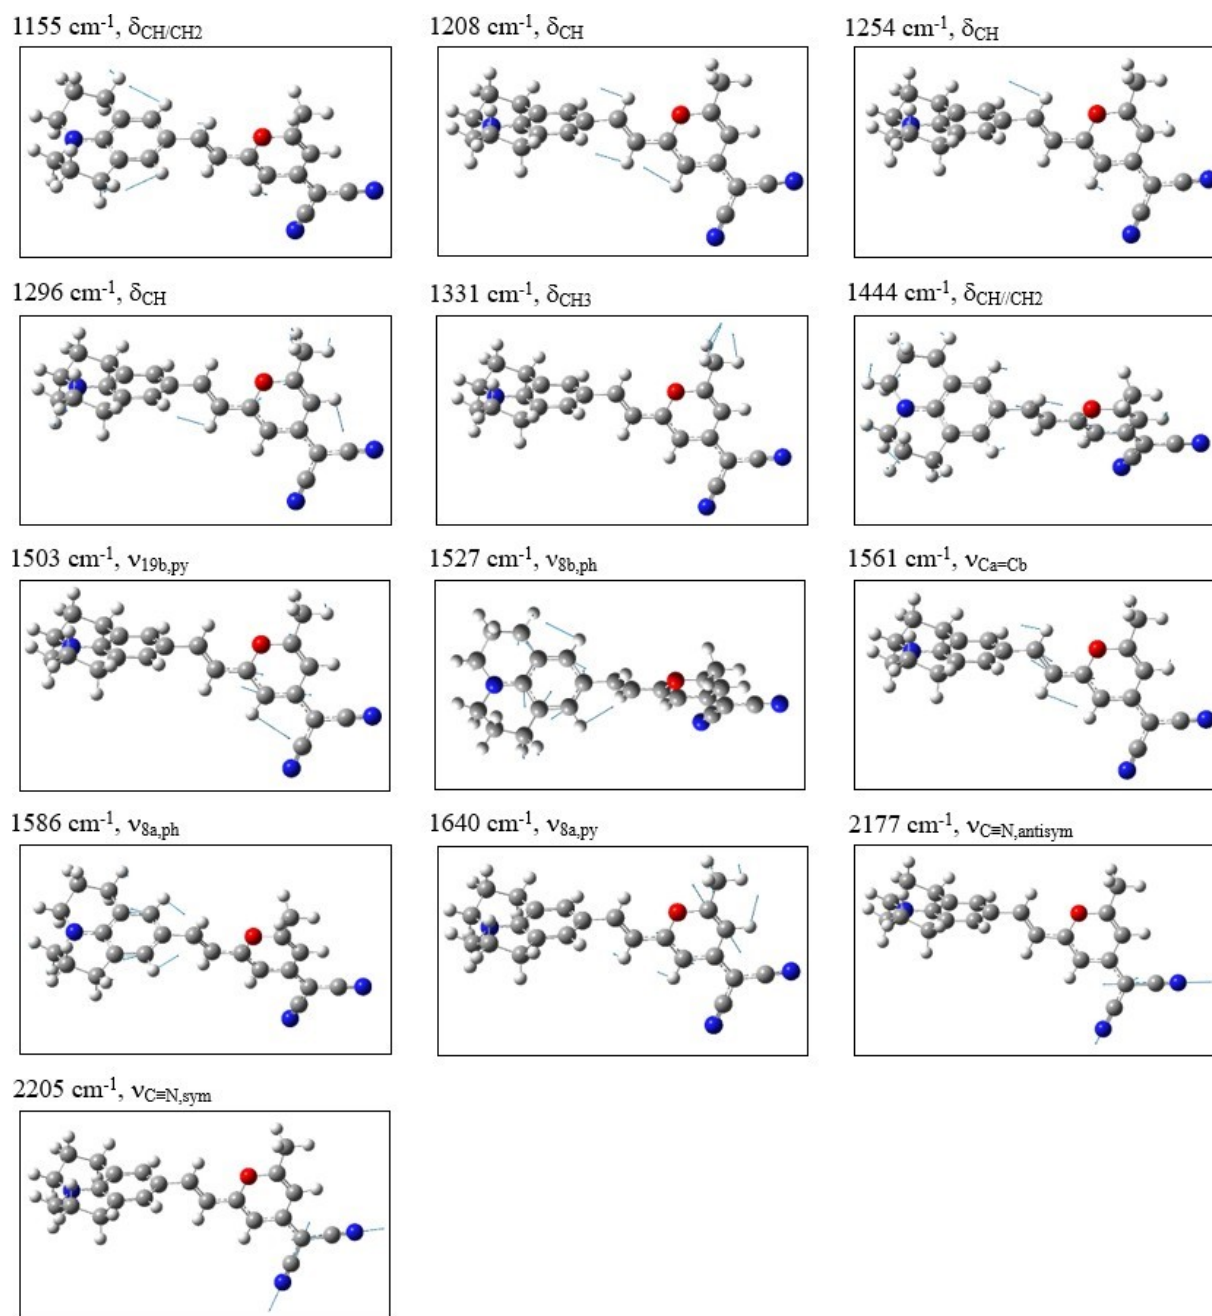 1155 cm⁻¹, δCH/CH2
1208 cm⁻¹, δCH
1254 cm⁻¹, δCH
1296 cm⁻¹, δCH
1331 cm⁻¹, δCH3
1444 cm⁻¹, δCH//CH2
1503 cm⁻¹, ν19b,py
1527 cm⁻¹, ν8b,ph
1561 cm⁻¹, νCa=Cb
1586 cm⁻¹, ν8a,ph
1640 cm⁻¹, ν8a,py
2177 cm⁻¹, νC≡N,antisym
2205 cm⁻¹, νC≡N,sym